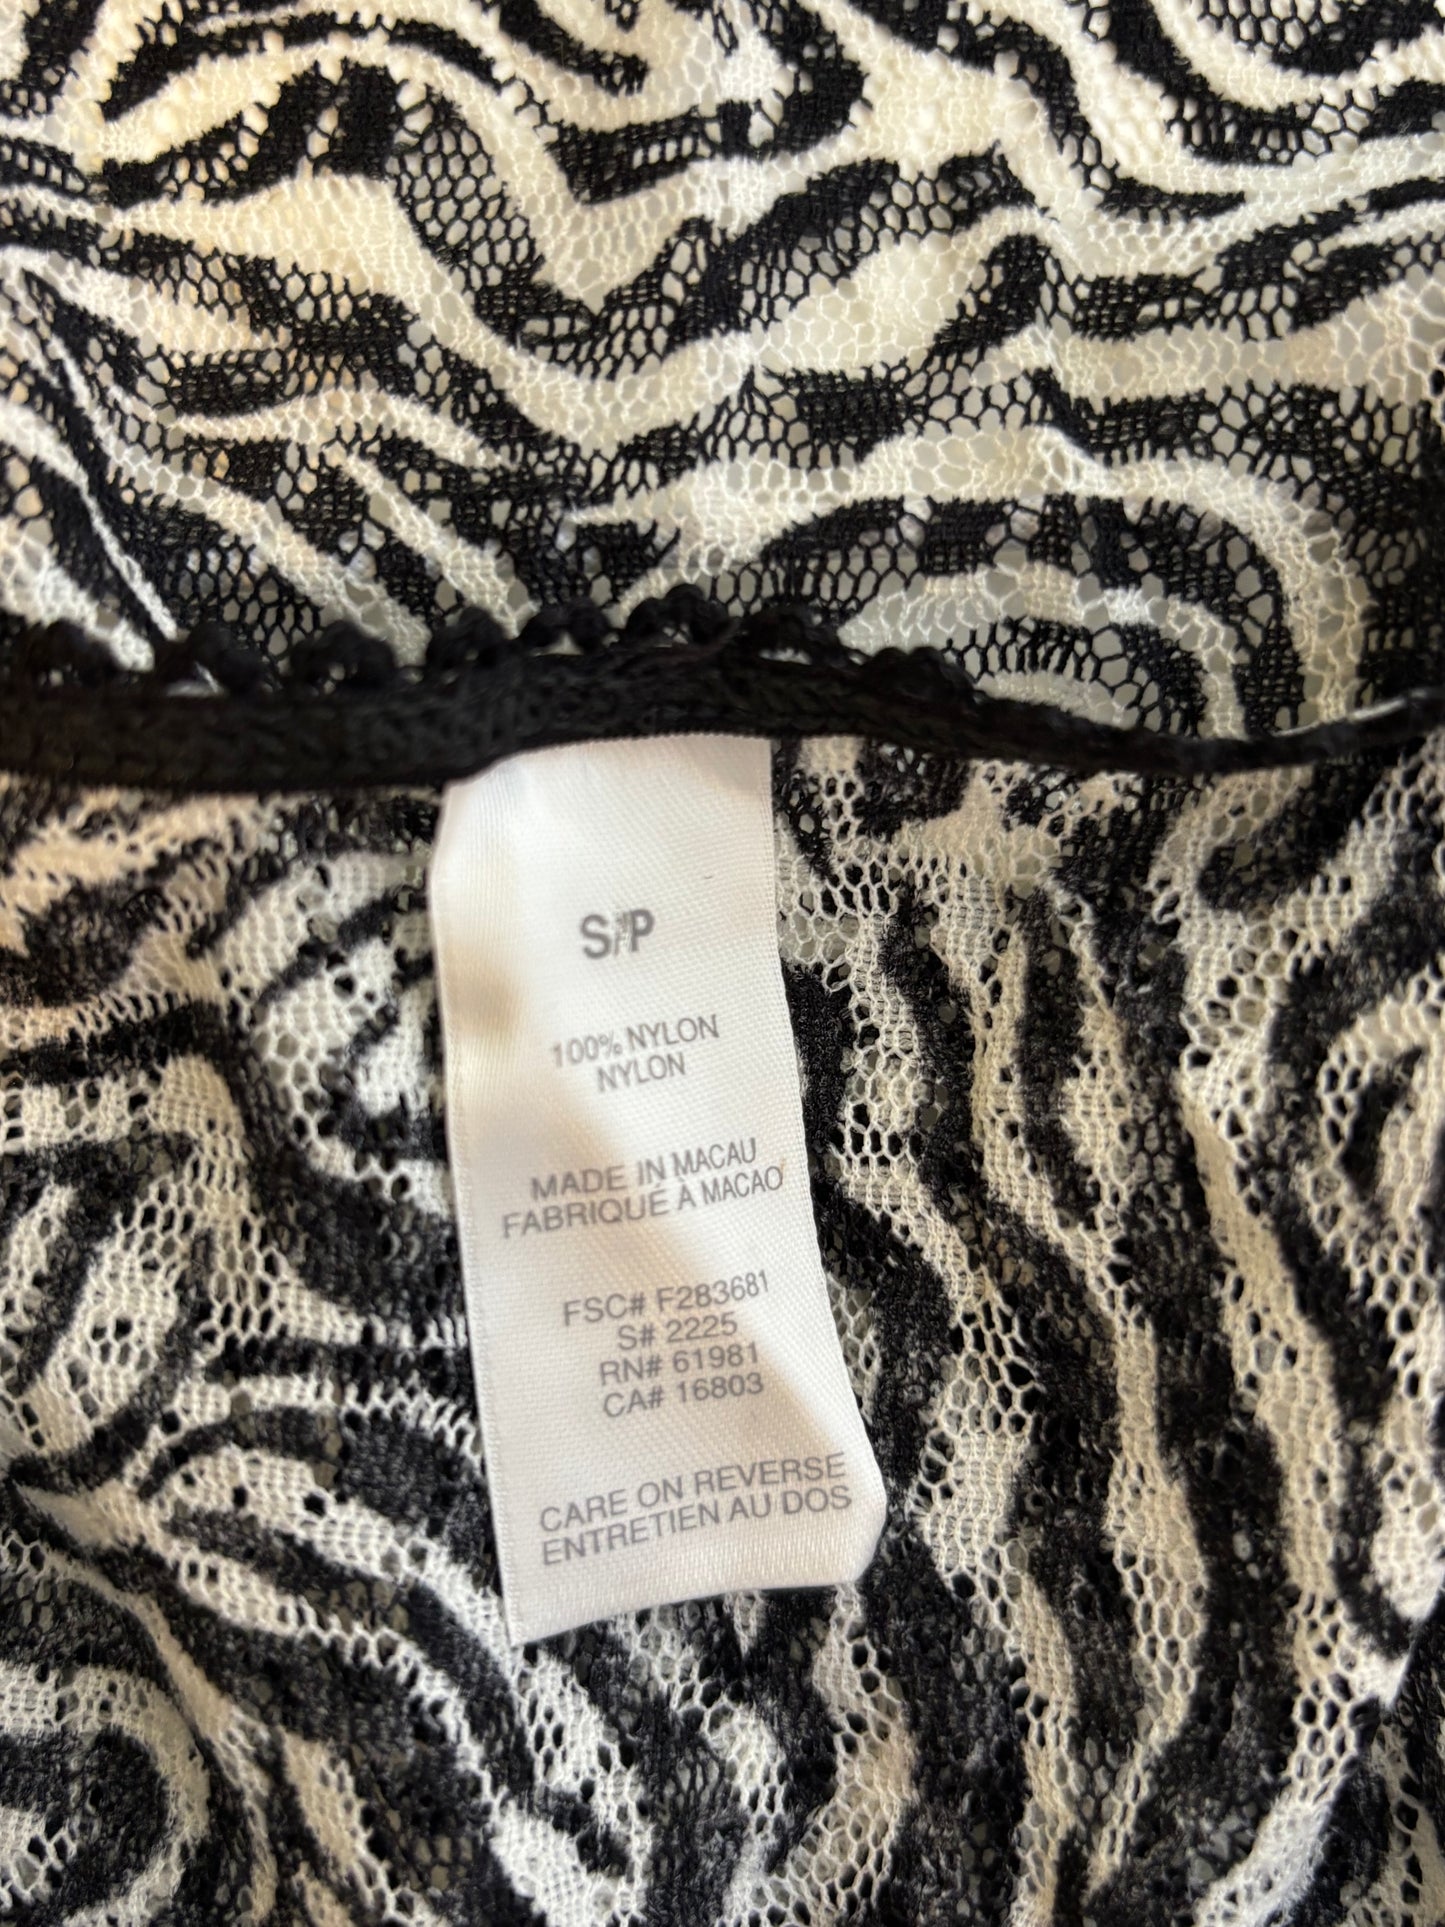 S/P
100% NYLON
NYLON
MADE IN MACAU
FABRIQUÉ À MACAO
FSC# F283681
S# 2225
RN# 61981
CA# 16803
CARE ON REVERSE
ENTRETIEN AU DOS